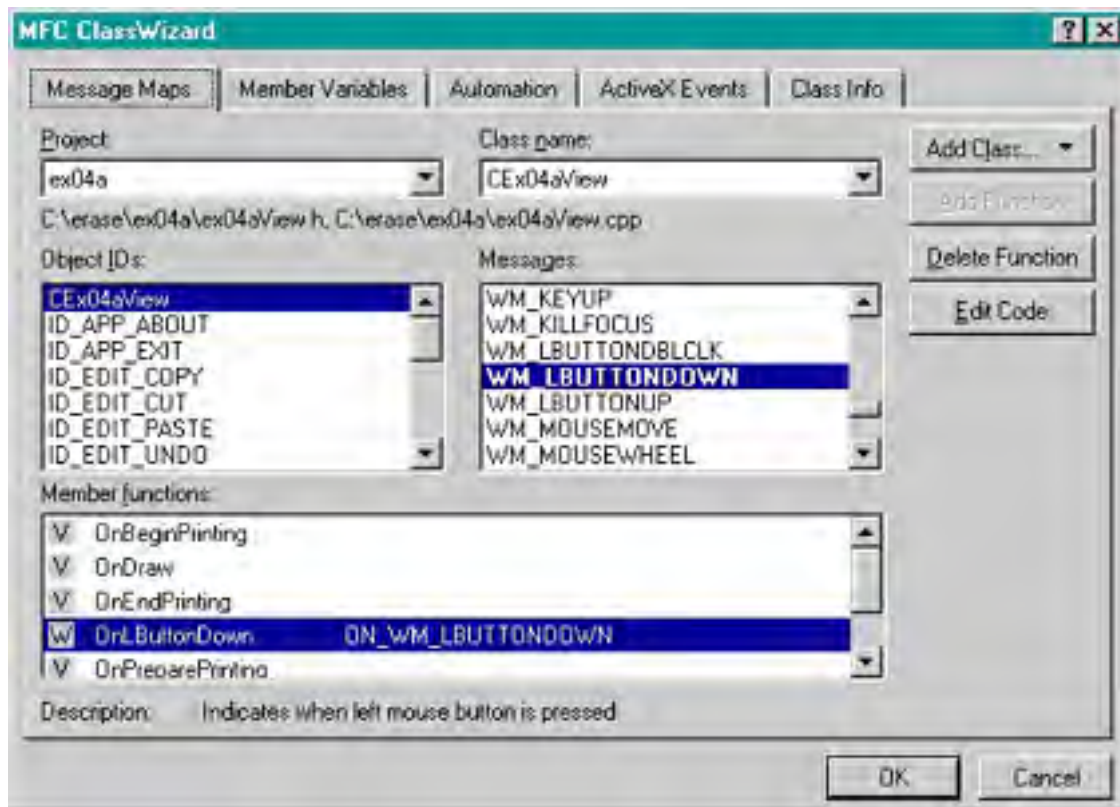 MFC ClassWizard
Message Maps
Member Variables
Automation
ActiveX Events
Class Info
Project:
Class name:
ex04a
CEx04aView
Add Class...
Add Function
C:\erase\ex04a\ex04aView.h, C:\erase\ex04a\ex04aView.cpp
Object IDs:
Messages:
Delete Function
Edit Code
CEx04aView
ID_APP_ABOUT
ID_APP_EXIT
ID_EDIT_COPY
ID_EDIT_CUT
ID_EDIT_PASTE
ID_EDIT_UNDO
WM_KEYUP
WM_KILLFOCUS
WM_LBUTTONDBLCLK
WM_LBUTTONDOWN
WM_LBUTTONUP
WM_MOUSEMOVE
WM_MOUSEWHEEL
Member functions:
V OnBeginPrinting
V OnDraw
V OnEndPrinting
W OnLButtonDown ON_WM_LBUTTONDOWN
V OnPreparePrinting
Description: Indicates when left mouse button is pressed
OK
Cancel